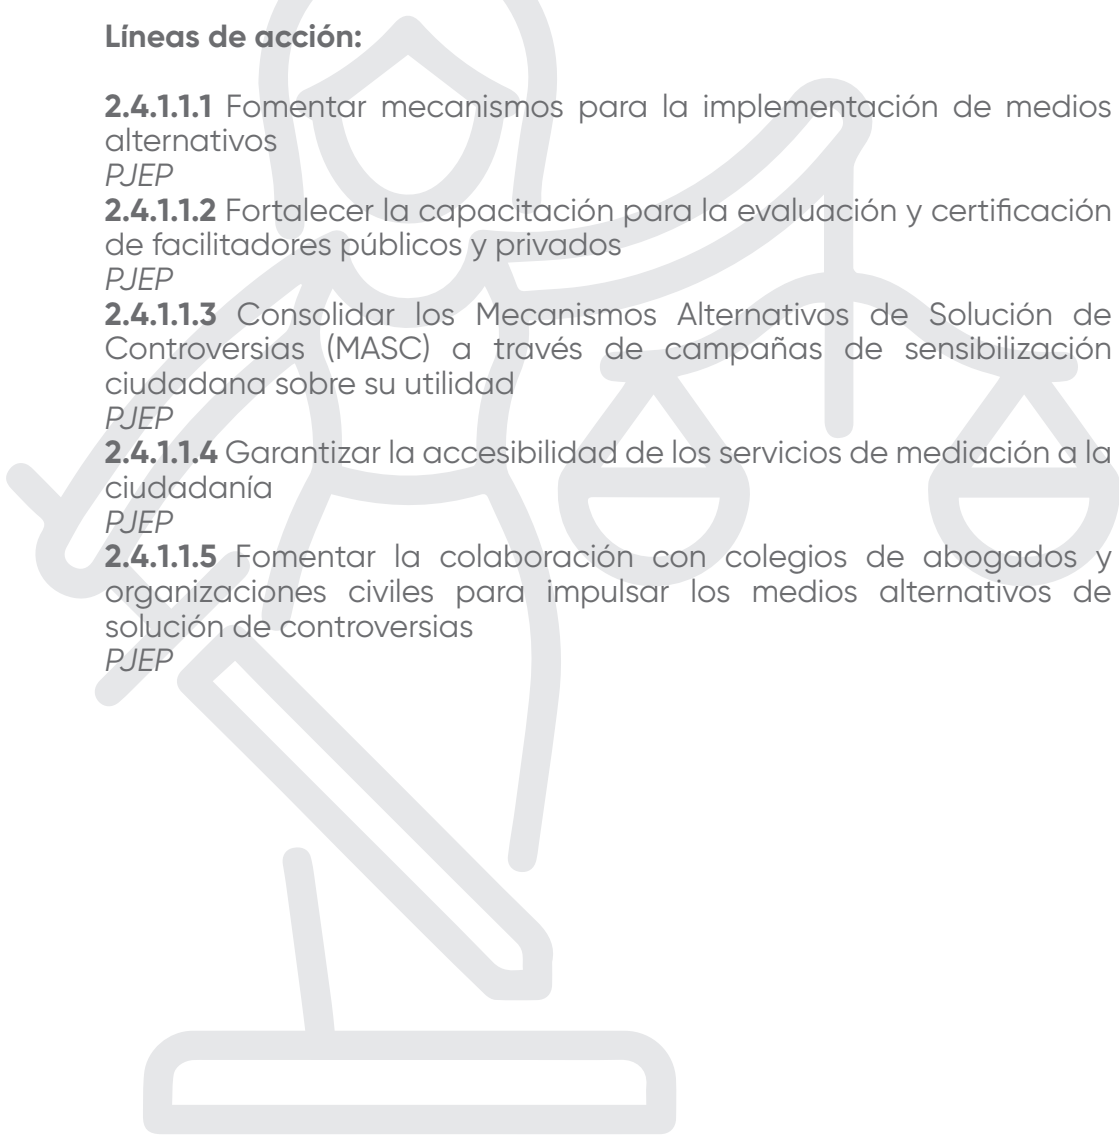 Líneas de acción:
2.4.1.1.1 Fomentar mecanismos para la implementación de medios
alternativos
PJEP
2.4.1.1.2 Fortalecer la capacitación para la evaluación y certificación
de facilitadores públicos y privados
PJEP
2.4.1.1.3 Consolidar los Mecanismos Alternativos de Solución de
Controversias (MASC) a través de campañas de sensibilización
ciudadana sobre su utilidad
PJEP
2.4.1.1.4 Garantizar la accesibilidad de los servicios de mediación a la
ciudadanía
PJEP
2.4.1.1.5 Fomentar la colaboración con colegios de abogados y
organizaciones civiles para impulsar los medios alternativos de
solución de controversias
PJEP